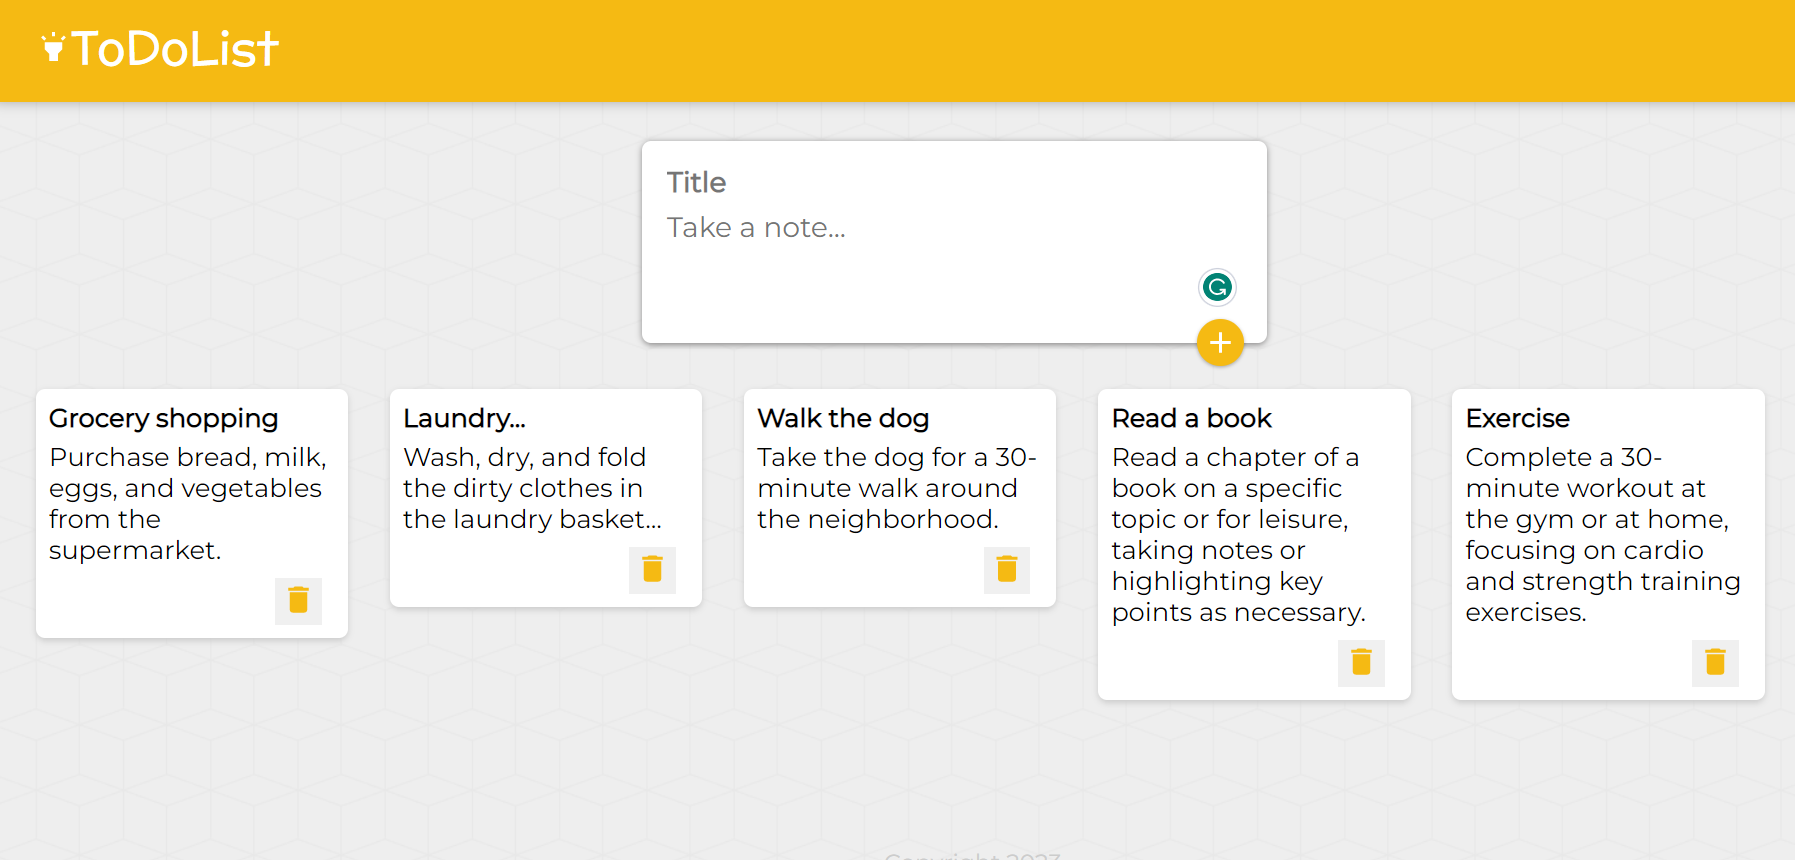 ToDoList
Title
Take a note...
Grocery shopping
Purchase bread, milk,
eggs, and vegetables
from the
supermarket.
Laundry...
Wash, dry, and fold
the dirty clothes in
the laundry basket...
Walk the dog
Take the dog for a 30-
minute walk around
the neighborhood.
Read a book
Read a chapter of a
book on a specific
topic or for leisure,
taking notes or
highlighting key
points as necessary.
Exercise
Complete a 30-
minute workout at
the gym or at home,
focusing on cardio
and strength training
exercises.
Copyright 2023